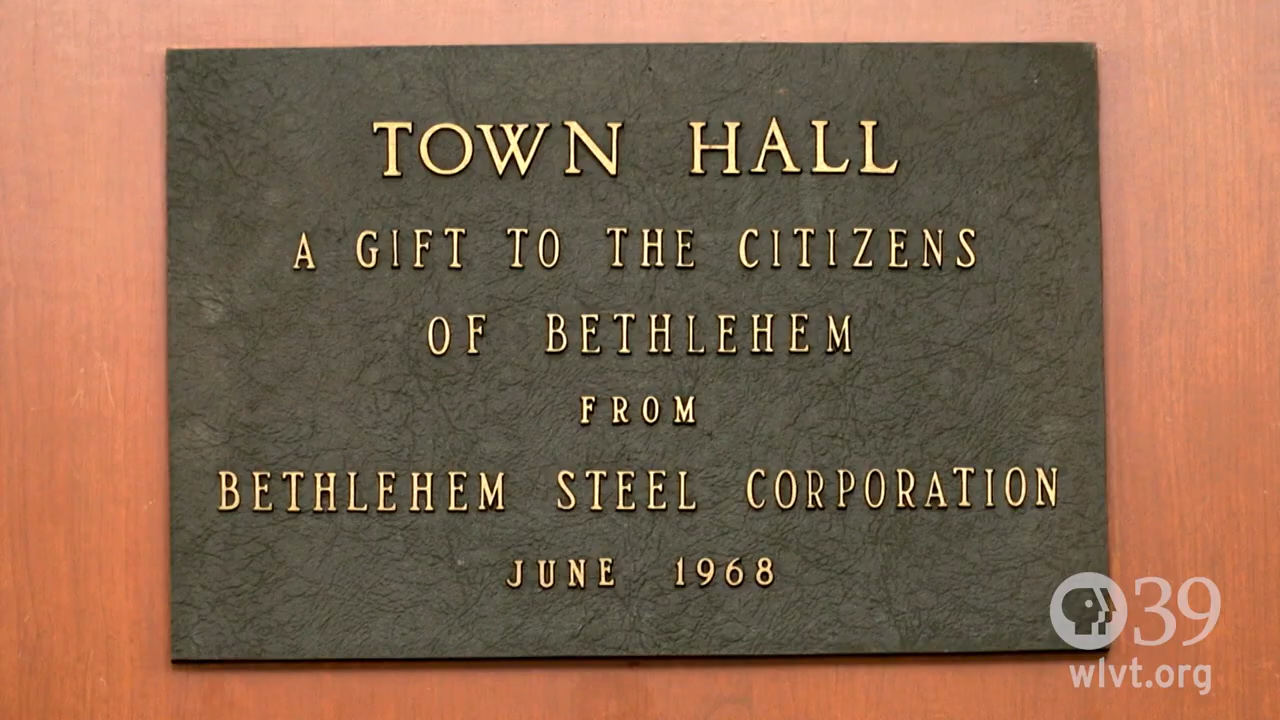 TOWN HALL
A GIFT TO THE CITIZENS
OF BETHLEHEM
FROM
BETHLEHEM STEEL CORPORATION
JUNE 1968
39
wlvt.org